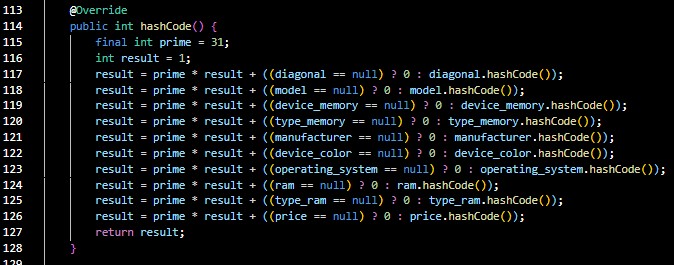 113 @Override
114 public int hashCode() {
115 final int prime = 31;
116 int result = 1;
117 result = prime * result + ((diagonal == null) ? 0 : diagonal.hashCode());
118 result = prime * result + ((model == null) ? 0 : model.hashCode());
119 result = prime * result + ((device_memory == null) ? 0 : device_memory.hashCode());
120 result = prime * result + ((type_memory == null) ? 0 : type_memory.hashCode());
121 result = prime * result + ((manufacturer == null) ? 0 : manufacturer.hashCode());
122 result = prime * result + ((device_color == null) ? 0 : device_color.hashCode());
123 result = prime * result + ((operating_system == null) ? 0 : operating_system.hashCode());
124 result = prime * result + ((ram == null) ? 0 : ram.hashCode());
125 result = prime * result + ((type_ram == null) ? 0 : type_ram.hashCode());
126 result = prime * result + ((price == null) ? 0 : price.hashCode());
127 return result;
128 }
129